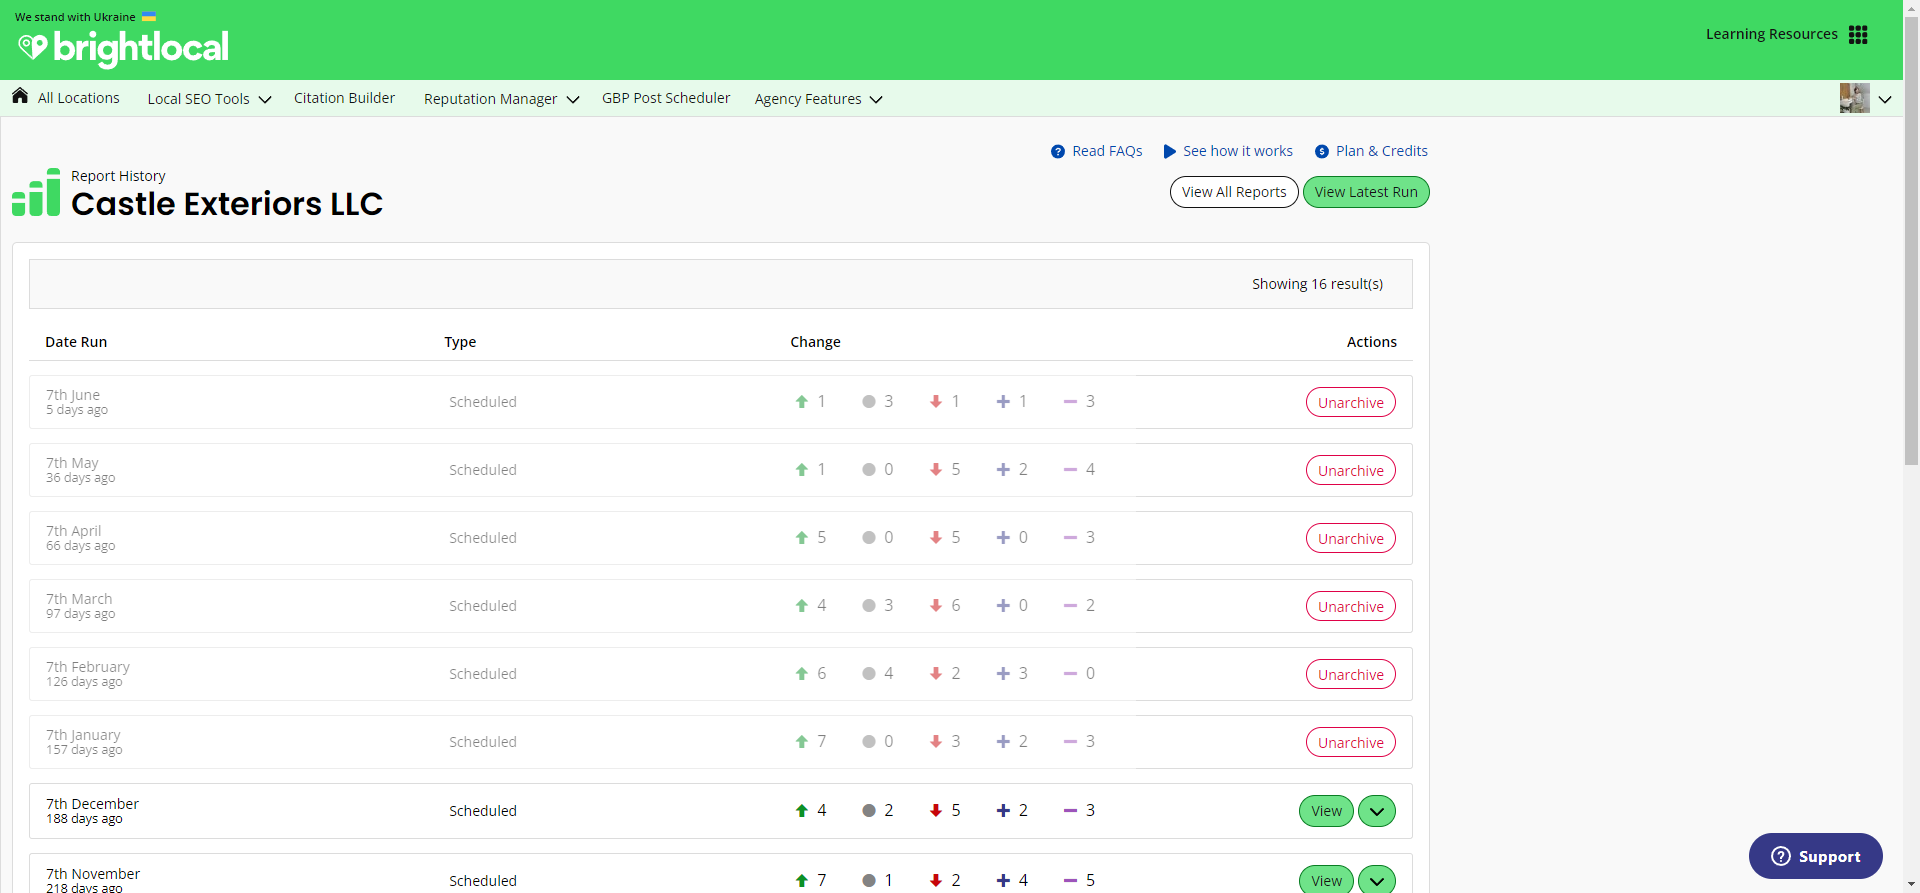 We stand with Ukraine
brightlocal
Learning Resources
All Locations Local SEO Tools Citation Builder Reputation Manager GBP Post Scheduler Agency Features
Read FAQs See how it works Plan & Credits
Report History
Castle Exteriors LLC
View All Reports View Latest Run
Showing 16 result(s)
Date Run Type Change Actions
7th June
5 days ago
Scheduled 1 3 1 1 3 Unarchive
7th May
36 days ago
Scheduled 1 0 5 2 4 Unarchive
7th April
66 days ago
Scheduled 5 0 5 0 3 Unarchive
7th March
97 days ago
Scheduled 4 3 6 0 2 Unarchive
7th February
126 days ago
Scheduled 6 4 2 3 0 Unarchive
7th January
157 days ago
Scheduled 7 0 3 2 3 Unarchive
7th December
188 days ago
Scheduled 4 2 5 2 3 View
7th November
218 days ago
Scheduled 7 1 2 4 5 View
Support